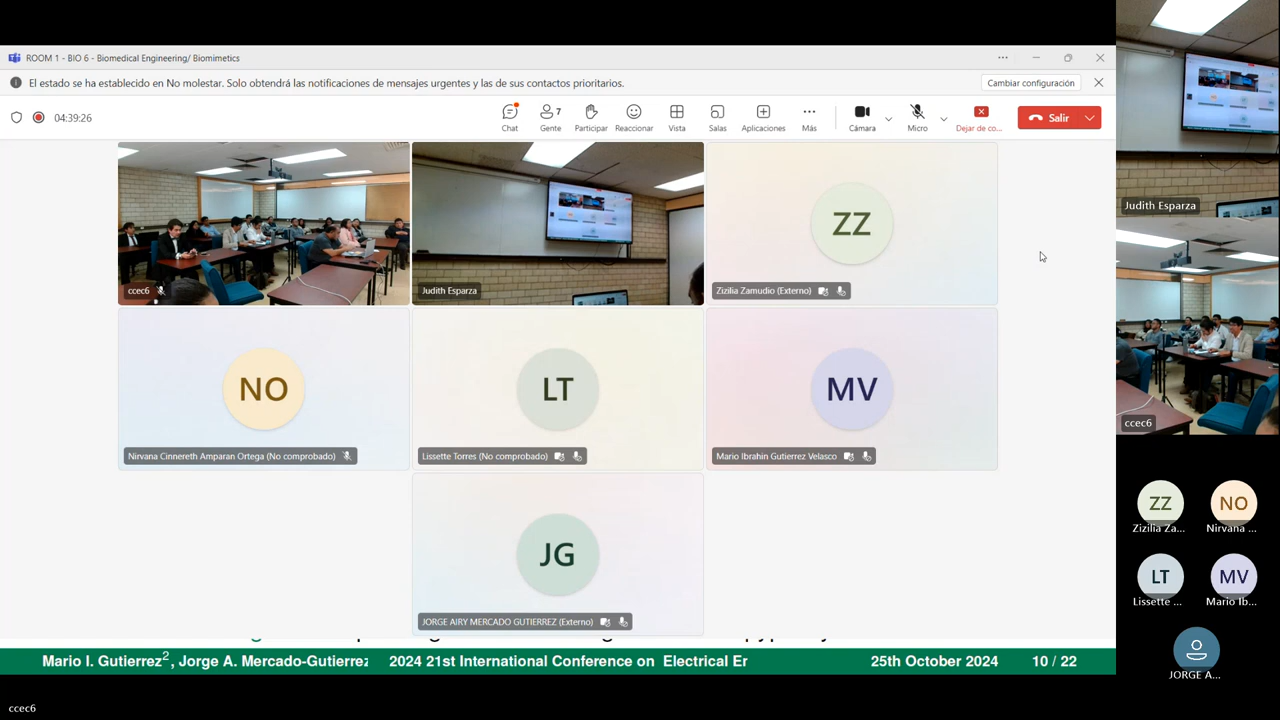 ROOM 1 - BIO 6 - Biomedical Engineering/ Biomimetics
El estado se ha establecido en No molestar. Solo obtendrá las notificaciones de mensajes urgentes y las de sus contactos prioritarios.
Cambiar configuración
04:39:26
Chat
Gente
7
Participar
Reaccionar
Vista
Salas
Aplicaciones
Más
Cámara
Micro
Dejar de co...
Salir
ccec6
Judith Esparza
ZZ
Zizilia Zamudio (Externo)
NO
Nirvana Cinnereth Amparan Ortega (No comprobado)
LT
Lissette Torres (No comprobado)
MV
Mario Ibrahin Gutierrez Velasco
JG
JORGE AIRY MERCADO GUTIERREZ (Externo)
Mario I. Gutierrez², Jorge A. Mercado-Gutierrez
2024 21st International Conference on Electrical Er
25th October 2024
10 / 22
ccec6
Judith Esparza
ccec6
ZZ
Zizilia Za...
NO
Nirvana ...
LT
Lissette ...
MV
Mario Ib...
JORGE A...